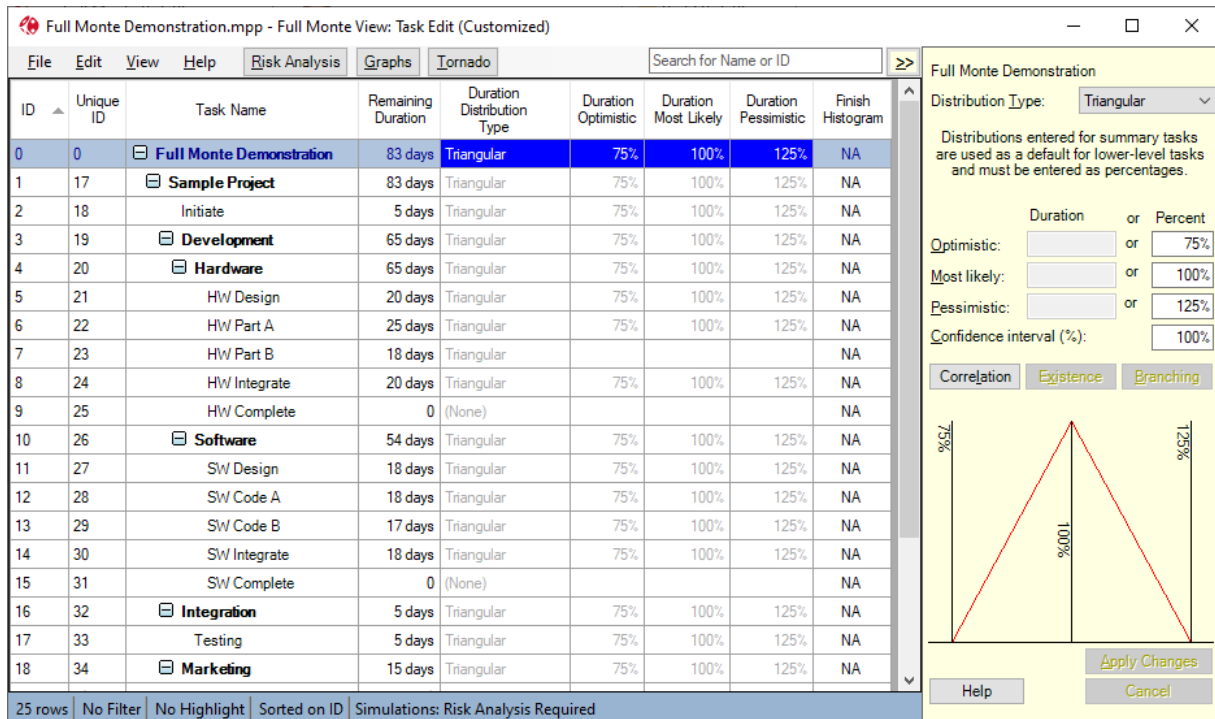 Full Monte Demonstration.mpp - Full Monte View: Task Edit (Customized)
File Edit View Help Risk Analysis Graphs Tornado Search for Name or ID >>
ID Unique ID Task Name Remaining Duration Duration Distribution Type Duration Optimistic Duration Most Likely Duration Pessimistic Finish Histogram
0 0 Full Monte Demonstration 83 days Triangular 75% 100% 125% NA
1 17 Sample Project 83 days Triangular 75% 100% 125% NA
2 18 Initiate 5 days Triangular 75% 100% 125% NA
3 19 Development 65 days Triangular 75% 100% 125% NA
4 20 Hardware 65 days Triangular 75% 100% 125% NA
5 21 HW Design 20 days Triangular 75% 100% 125% NA
6 22 HW Part A 25 days Triangular 75% 100% 125% NA
7 23 HW Part B 18 days Triangular NA
8 24 HW Integrate 20 days Triangular 75% 100% 125% NA
9 25 HW Complete 0 (None) NA
10 26 Software 54 days Triangular 75% 100% 125% NA
11 27 SW Design 18 days Triangular 75% 100% 125% NA
12 28 SW Code A 18 days Triangular 75% 100% 125% NA
13 29 SW Code B 17 days Triangular 75% 100% 125% NA
14 30 SW Integrate 18 days Triangular 75% 100% 125% NA
15 31 SW Complete 0 (None) NA
16 32 Integration 5 days Triangular 75% 100% 125% NA
17 33 Testing 5 days Triangular 75% 100% 125% NA
18 34 Marketing 15 days Triangular 75% 100% 125% NA
25 rows No Filter No Highlight Sorted on ID Simulations: Risk Analysis Required
Full Monte Demonstration
Distribution Type: Triangular
Distributions entered for summary tasks
are used as a default for lower-level tasks
and must be entered as percentages.
Duration or Percent
Optimistic: or 75%
Most likely: or 100%
Pessimistic: or 125%
Confidence interval (%): 100%
Correlation Existence Branching
75% 100% 125%
Apply Changes
Help Cancel